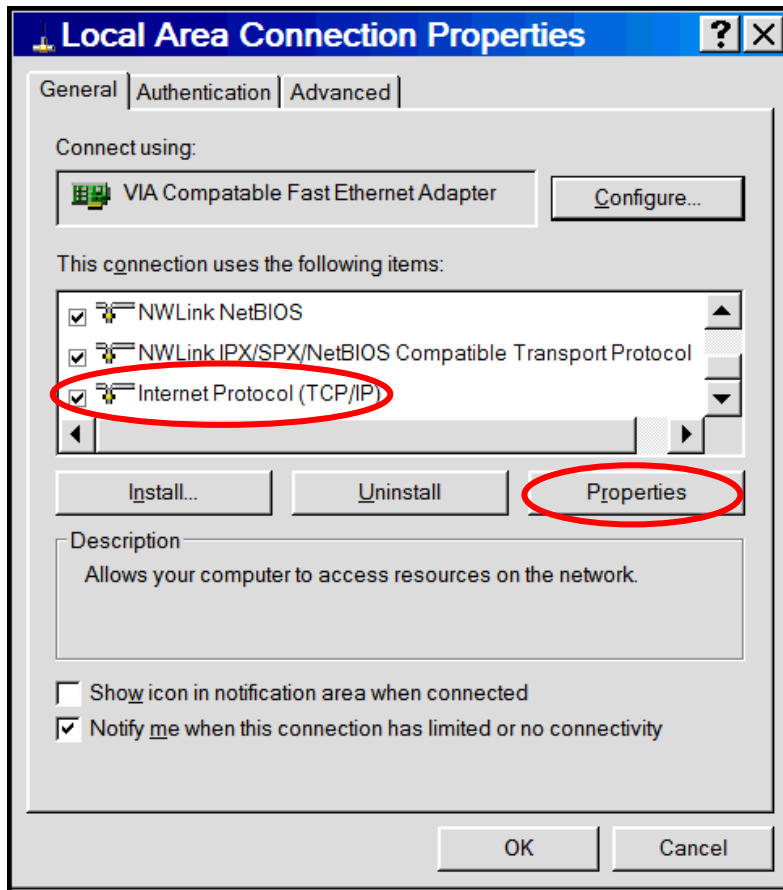 Local Area Connection Properties
General Authentication Advanced
Connect using:
VIA Compatable Fast Ethernet Adapter Configure...
This connection uses the following items:
NWLink NetBIOS
NWLink IPX/SPX/NetBIOS Compatible Transport Protocol
Internet Protocol (TCP/IP)
Install... Uninstall Properties
Description
Allows your computer to access resources on the network.
Show icon in notification area when connected
Notify me when this connection has limited or no connectivity
OK Cancel